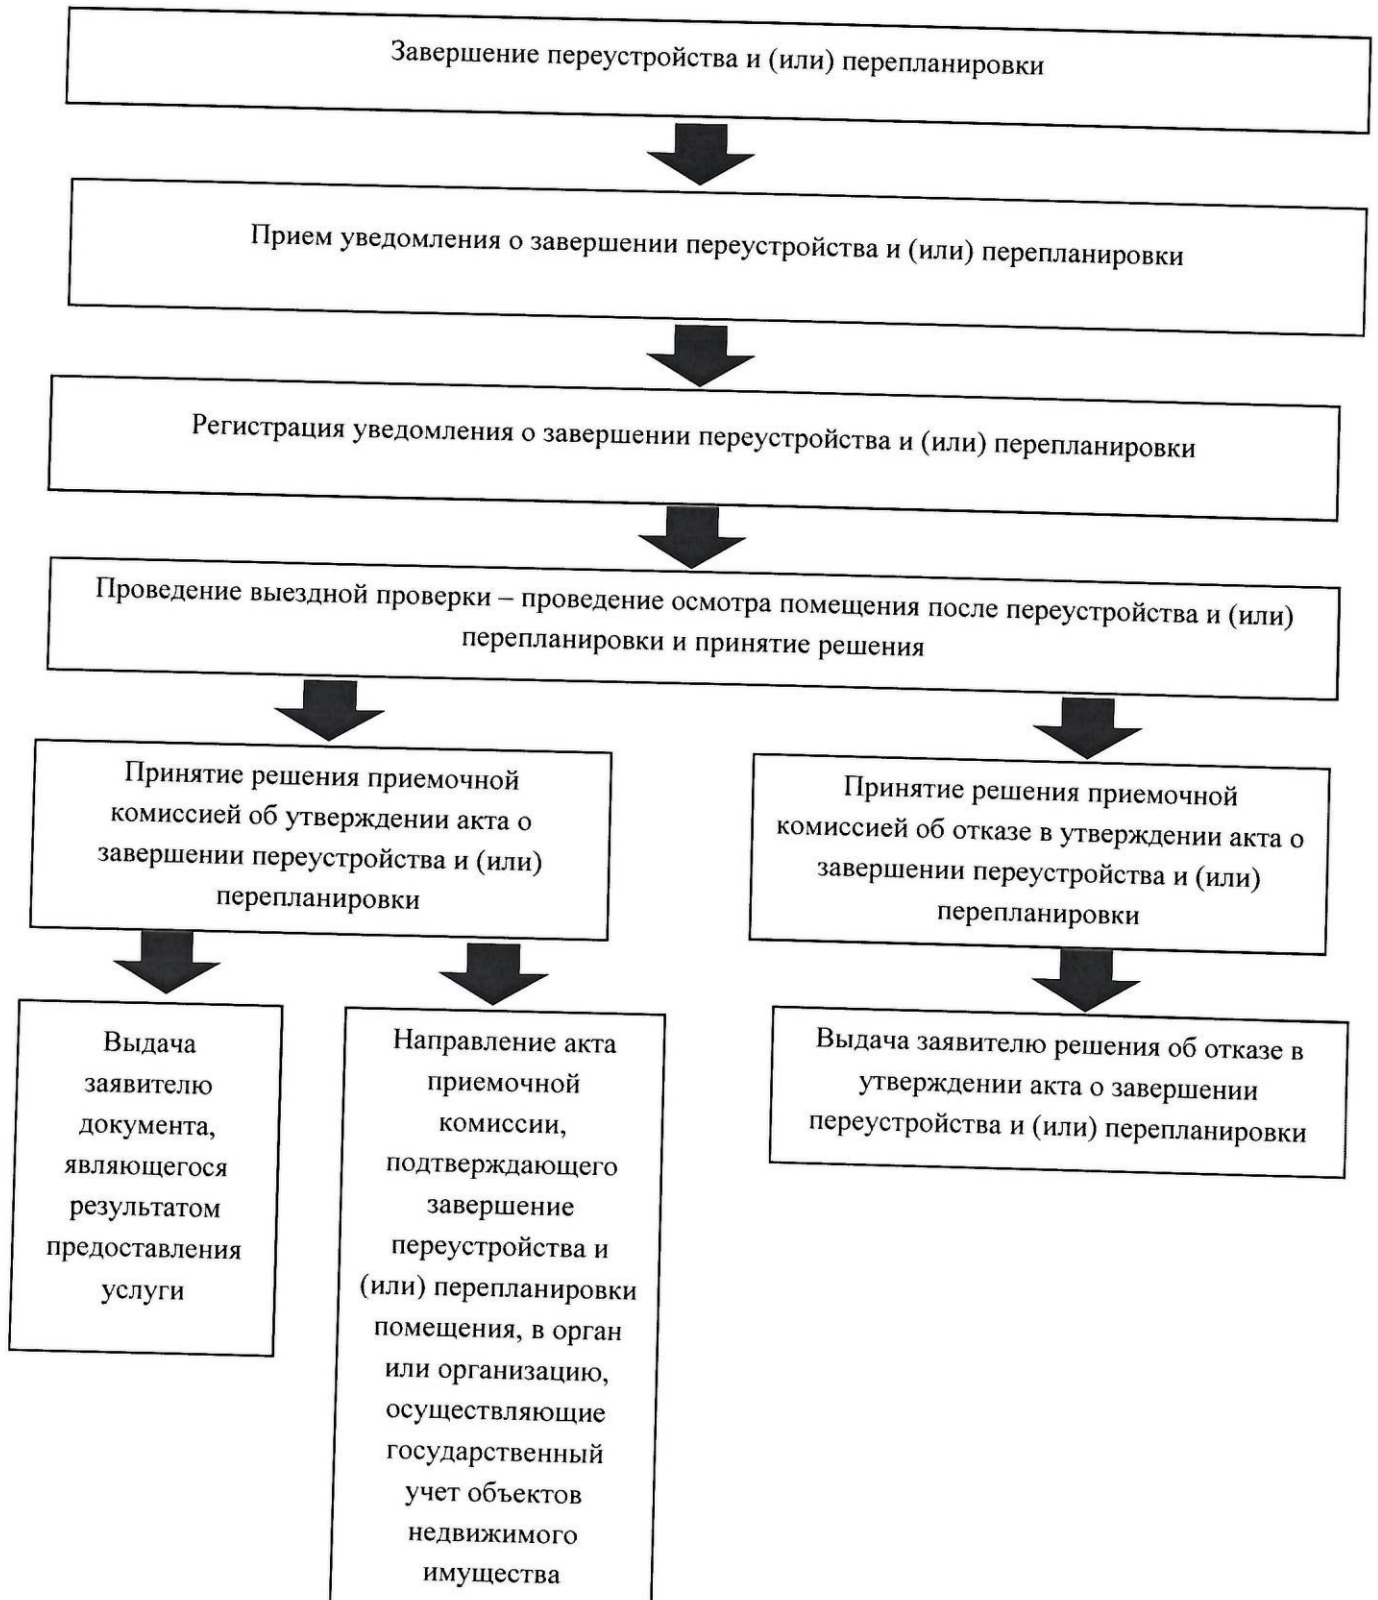 Завершение переустройства и (или) перепланировки
Прием уведомления о завершении переустройства и (или) перепланировки
Регистрация уведомления о завершении переустройства и (или) перепланировки
Проведение выездной проверки – проведение осмотра помещения после переустройства и (или)
перепланировки и принятие решения
Принятие решения приемочной
комиссией об утверждении акта о
завершении переустройства и (или)
перепланировки
Принятие решения приемочной
комиссией об отказе в утверждении акта о
завершении переустройства и (или)
перепланировки
Выдача
заявителю
документа,
являющегося
результатом
предоставления
услуги
Направление акта
приемочной
комиссии,
подтверждающего
завершение
переустройства и
(или) перепланировки
помещения, в орган
или организацию,
осуществляющие
государственный
учет объектов
недвижимого
имущества
Выдача заявителю решения об отказе в
утверждении акта о завершении
переустройства и (или) перепланировки